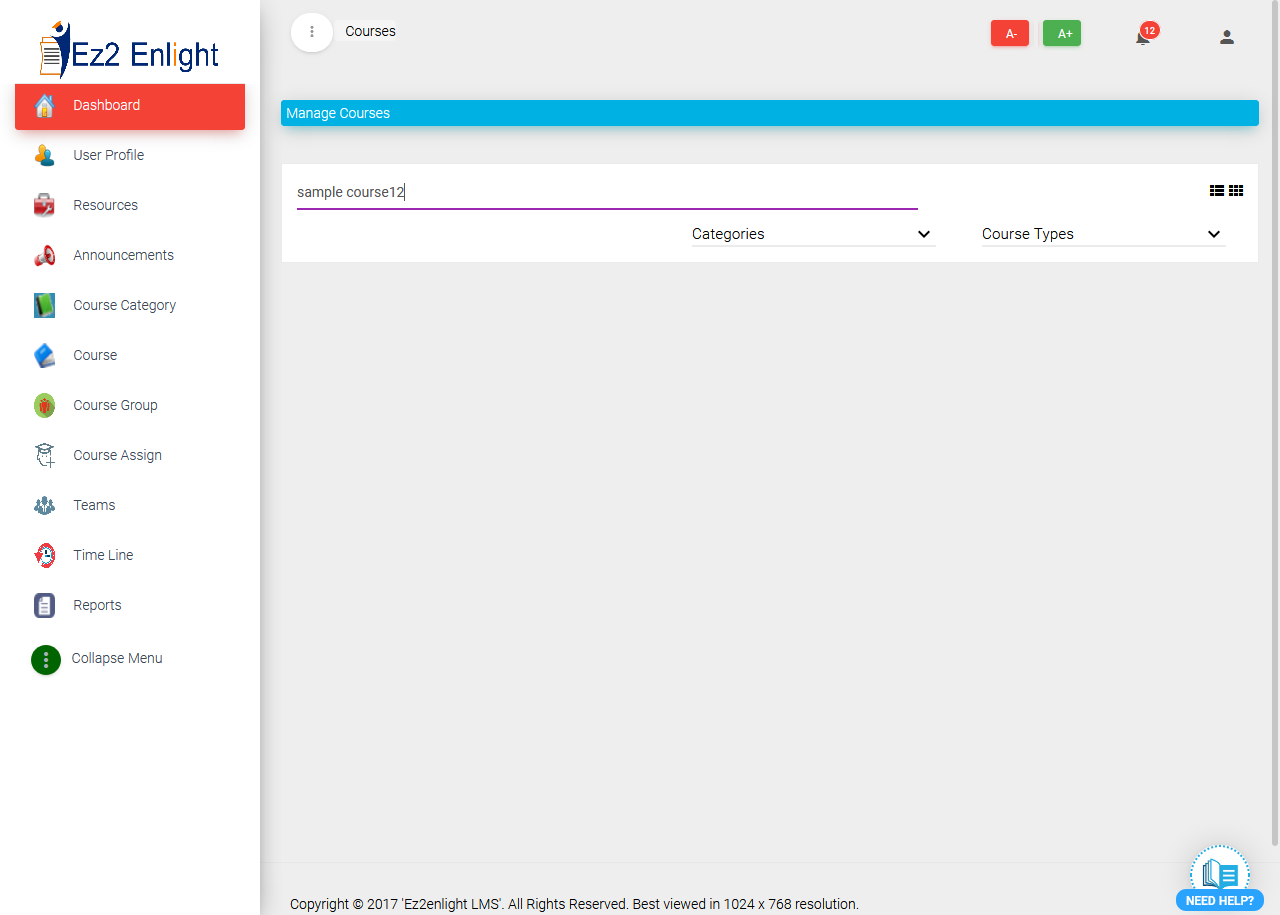 Ez2 Enlight
Courses
A-
A+
12
Dashboard
Manage Courses
User Profile
sample course12
Resources
Categories
Course Types
Announcements
Course Category
Course
Course Group
Course Assign
Teams
Time Line
Reports
Collapse Menu
NEED HELP?
Copyright © 2017 'Ez2enlight LMS'. All Rights Reserved. Best viewed in 1024 x 768 resolution.